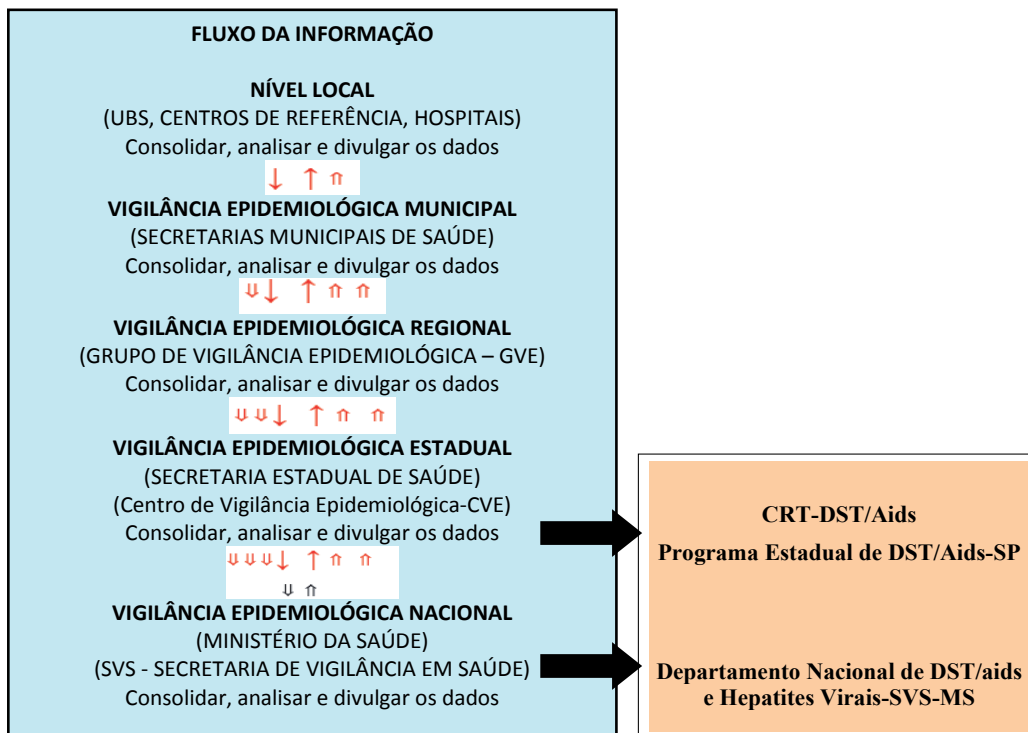 FLUXO DA INFORMAÇÃO
NÍVEL LOCAL
(UBS, CENTROS DE REFERÊNCIA, HOSPITAIS)
Consolidar, analisar e divulgar os dados
↓ ↑ ⇑
VIGILÂNCIA EPIDEMIOLÓGICA MUNICIPAL
(SECRETARIAS MUNICIPAIS DE SAÚDE)
Consolidar, analisar e divulgar os dados
⇓↓ ↑ ⇑ ⇑
VIGILÂNCIA EPIDEMIOLÓGICA REGIONAL
(GRUPO DE VIGILÂNCIA EPIDEMIOLÓGICA – GVE)
Consolidar, analisar e divulgar os dados
⇓⇓↓ ↑ ⇑ ⇑
VIGILÂNCIA EPIDEMIOLÓGICA ESTADUAL
(SECRETARIA ESTADUAL DE SAÚDE)
(Centro de Vigilância Epidemiológica-CVE)
Consolidar, analisar e divulgar os dados
⇓⇓⇓↓ ↑ ⇑ ⇑
⇓ ⇑
VIGILÂNCIA EPIDEMIOLÓGICA NACIONAL
(MINISTÉRIO DA SAÚDE)
(SVS - SECRETARIA DE VIGILÂNCIA EM SAÚDE)
Consolidar, analisar e divulgar os dados
CRT-DST/Aids
Programa Estadual de DST/Aids-SP
Departamento Nacional de DST/aids
e Hepatites Virais-SVS-MS